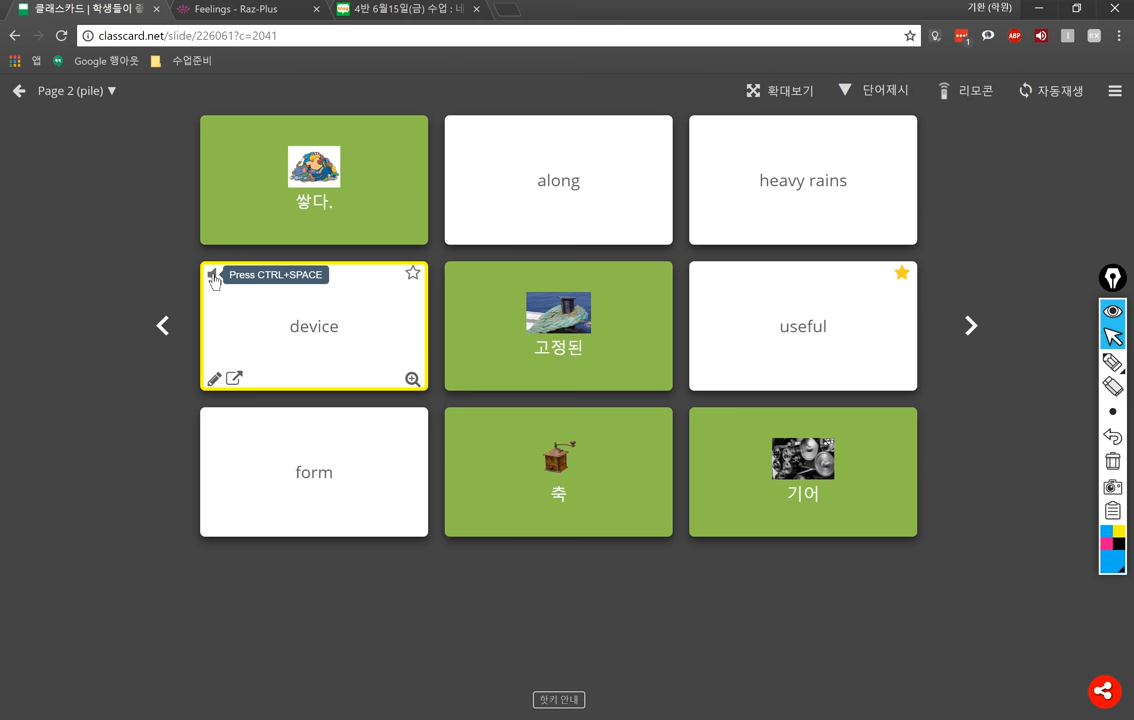 클래스카드 | 학생들이 즐
Feelings - Raz-Plus
4반 6월15일(금) 수업 : 네
기환 (학원)
classcard.net/slide/226061?c=2041
1
ABP
앱
Google 행아웃
수업준비
Page 2 (pile) ▼
확대보기
단어제시
리모콘
자동재생
쌓다.
along
heavy rains
Press CTRL+SPACE
device
고정된
useful
form
축
기어
핫키 안내